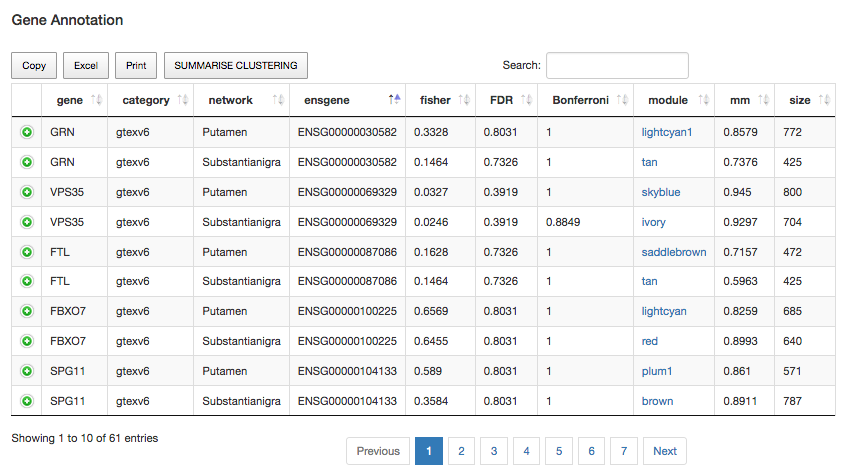 Gene Annotation
Copy Excel Print SUMMARISE CLUSTERING Search:
gene category network ensgene fisher FDR Bonferroni module mm size
GRN gtexv6 Putamen ENSG00000030582 0.3328 0.8031 1 lightcyan1 0.8579 772
GRN gtexv6 Substantianigra ENSG00000030582 0.1464 0.7326 1 tan 0.7376 425
VPS35 gtexv6 Putamen ENSG00000069329 0.0327 0.3919 1 skyblue 0.945 800
VPS35 gtexv6 Substantianigra ENSG00000069329 0.0246 0.3919 0.8849 ivory 0.9297 704
FTL gtexv6 Putamen ENSG00000087086 0.1628 0.7326 1 saddlebrown 0.7157 472
FTL gtexv6 Substantianigra ENSG00000087086 0.1464 0.7326 1 tan 0.5963 425
FBXO7 gtexv6 Putamen ENSG00000100225 0.6569 0.8031 1 lightcyan 0.8259 685
FBXO7 gtexv6 Substantianigra ENSG00000100225 0.6455 0.8031 1 red 0.8993 640
SPG11 gtexv6 Putamen ENSG00000104133 0.589 0.8031 1 plum1 0.861 571
SPG11 gtexv6 Substantianigra ENSG00000104133 0.3584 0.8031 1 brown 0.8911 787
Showing 1 to 10 of 61 entries
Previous 1 2 3 4 5 6 7 Next